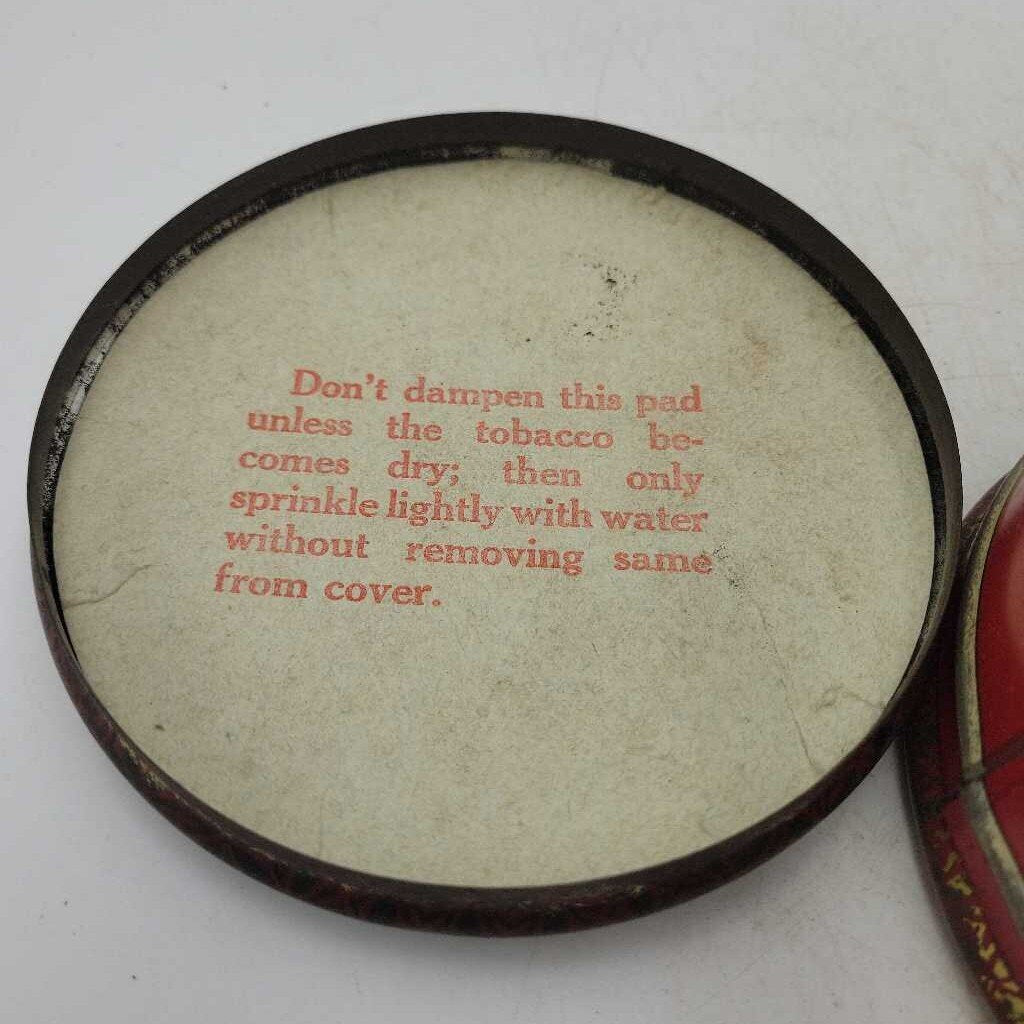 Don't dampen this pad
unless the tobacco be-
comes dry; then only
sprinkle lightly with water
without removing same
from cover.